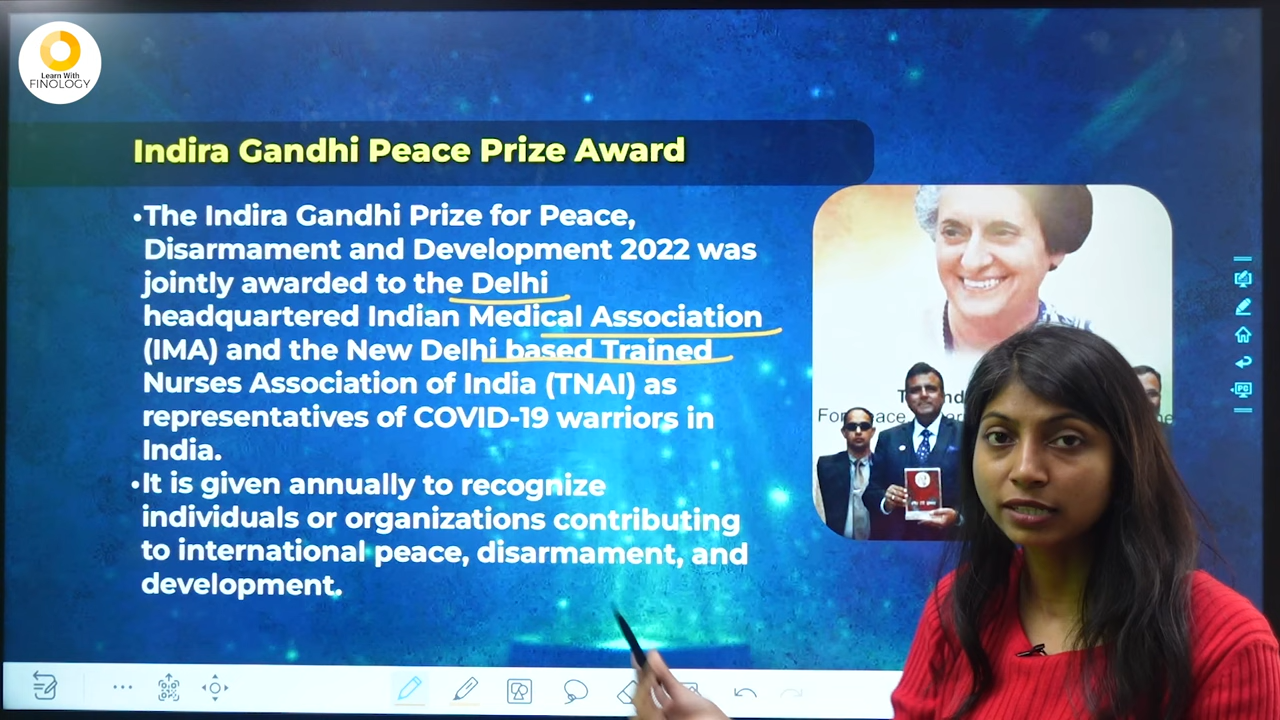 Learn With
FINOLOGY
Indira Gandhi Peace Prize Award
•The Indira Gandhi Prize for Peace,
Disarmament and Development 2022 was
jointly awarded to the Delhi
headquartered Indian Medical Association
(IMA) and the New Delhi based Trained
Nurses Association of India (TNAI) as
representatives of COVID-19 warriors in
India.
•It is given annually to recognize
individuals or organizations contributing
to international peace, disarmament, and
development.
For
PC